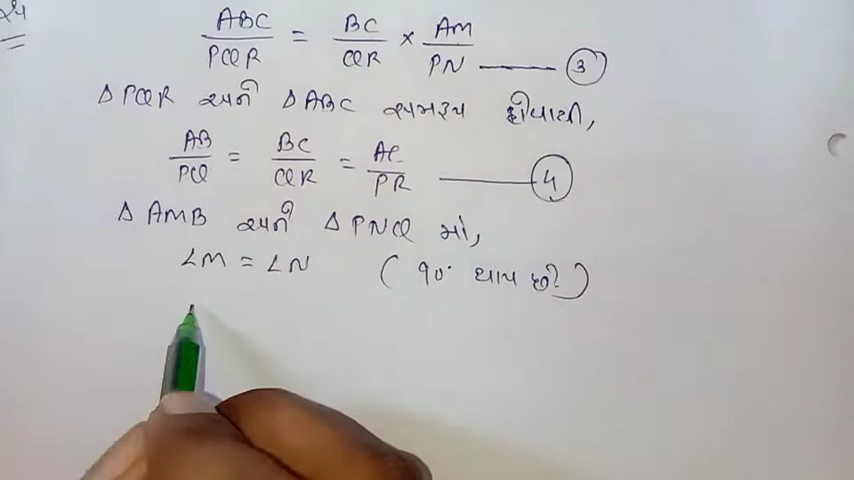 ABC/PQR = BC/QR × AM/PN —— ③
Δ PQR અને Δ ABC સમરૂપ હોવાથી,
AB/PQ = BC/QR = AC/PR —— ④
Δ AMB અને Δ PNQ માં,
∠M = ∠N (૧૦° થાય છે.)